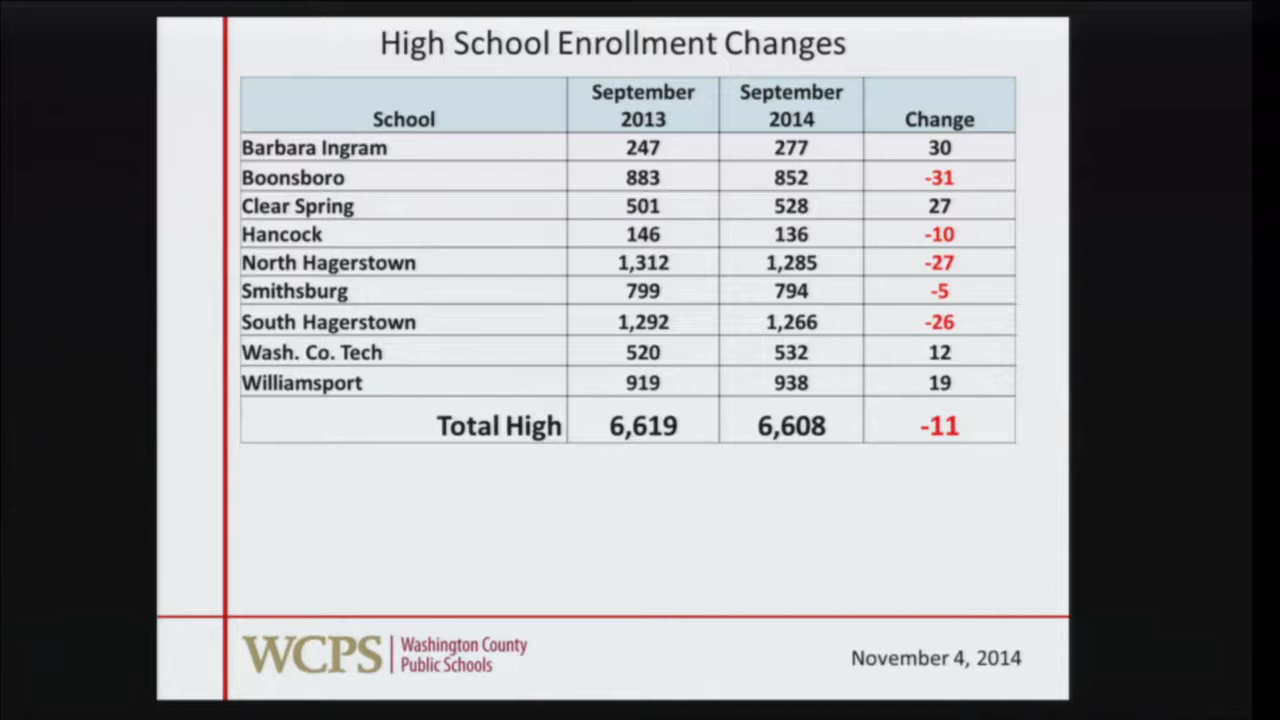 High School Enrollment Changes
School September 2013 September 2014 Change
Barbara Ingram 247 277 30
Boonsboro 883 852 -31
Clear Spring 501 528 27
Hancock 146 136 -10
North Hagerstown 1,312 1,285 -27
Smithsburg 799 794 -5
South Hagerstown 1,292 1,266 -26
Wash. Co. Tech 520 532 12
Williamsport 919 938 19
Total High 6,619 6,608 -11
WCPS Washington County
Public Schools
November 4, 2014